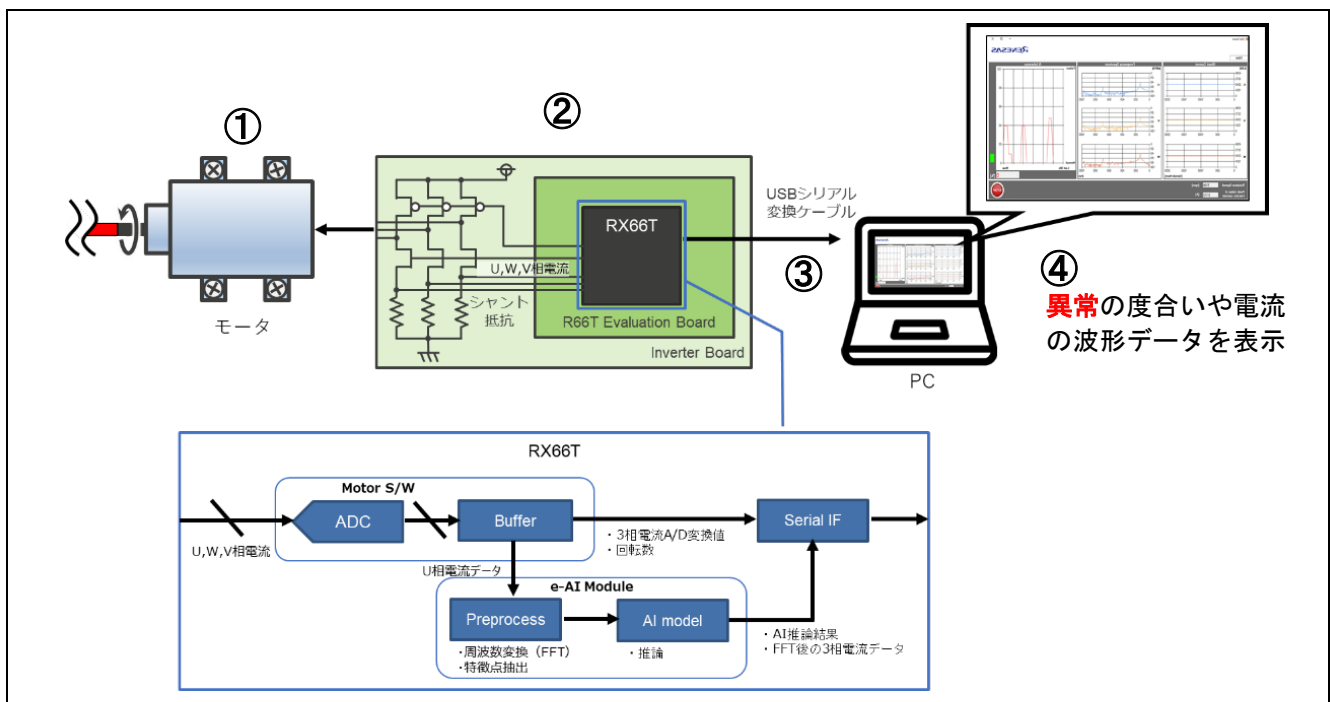 ①
②
USBシリアル
変換ケーブル
RX66T
U,W,V相電流
③
④
異常の度合いや電流
の波形データを表示
シャント
抵抗
R66T Evaluation Board
Inverter Board
モータ
PC
RENESAS
RX66T
Motor S/W
ADC
Buffer
Serial IF
U,W,V相電流
・3相電流A/D変換値
・回転数
U相電流データ
e-AI Module
Preprocess
AI model
・周波数変換（FFT）
・特徴点抽出
・推論
・AI推論結果
・FFT後の3相電流データ